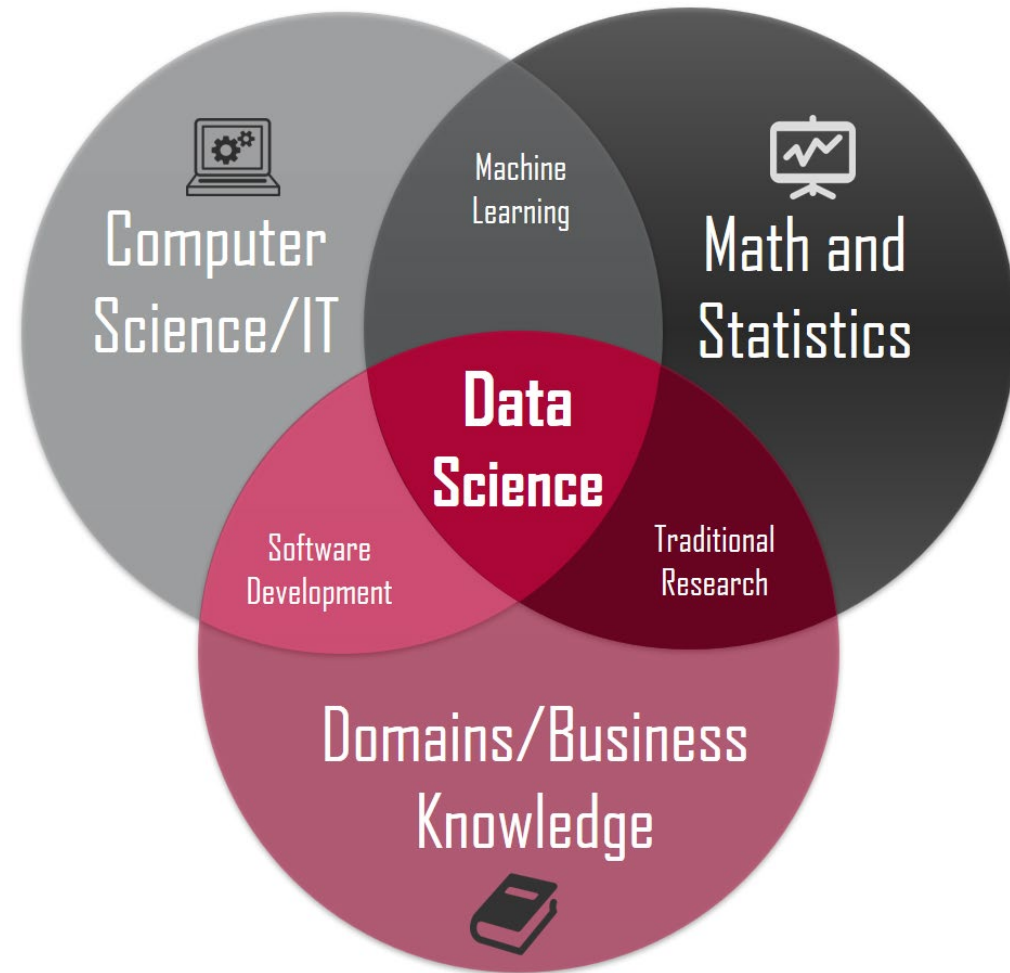 Machine
Learning
Computer
Science/IT
Math and
Statistics
Data
Science
Software
Development
Traditional
Research
Domains/Business
Knowledge